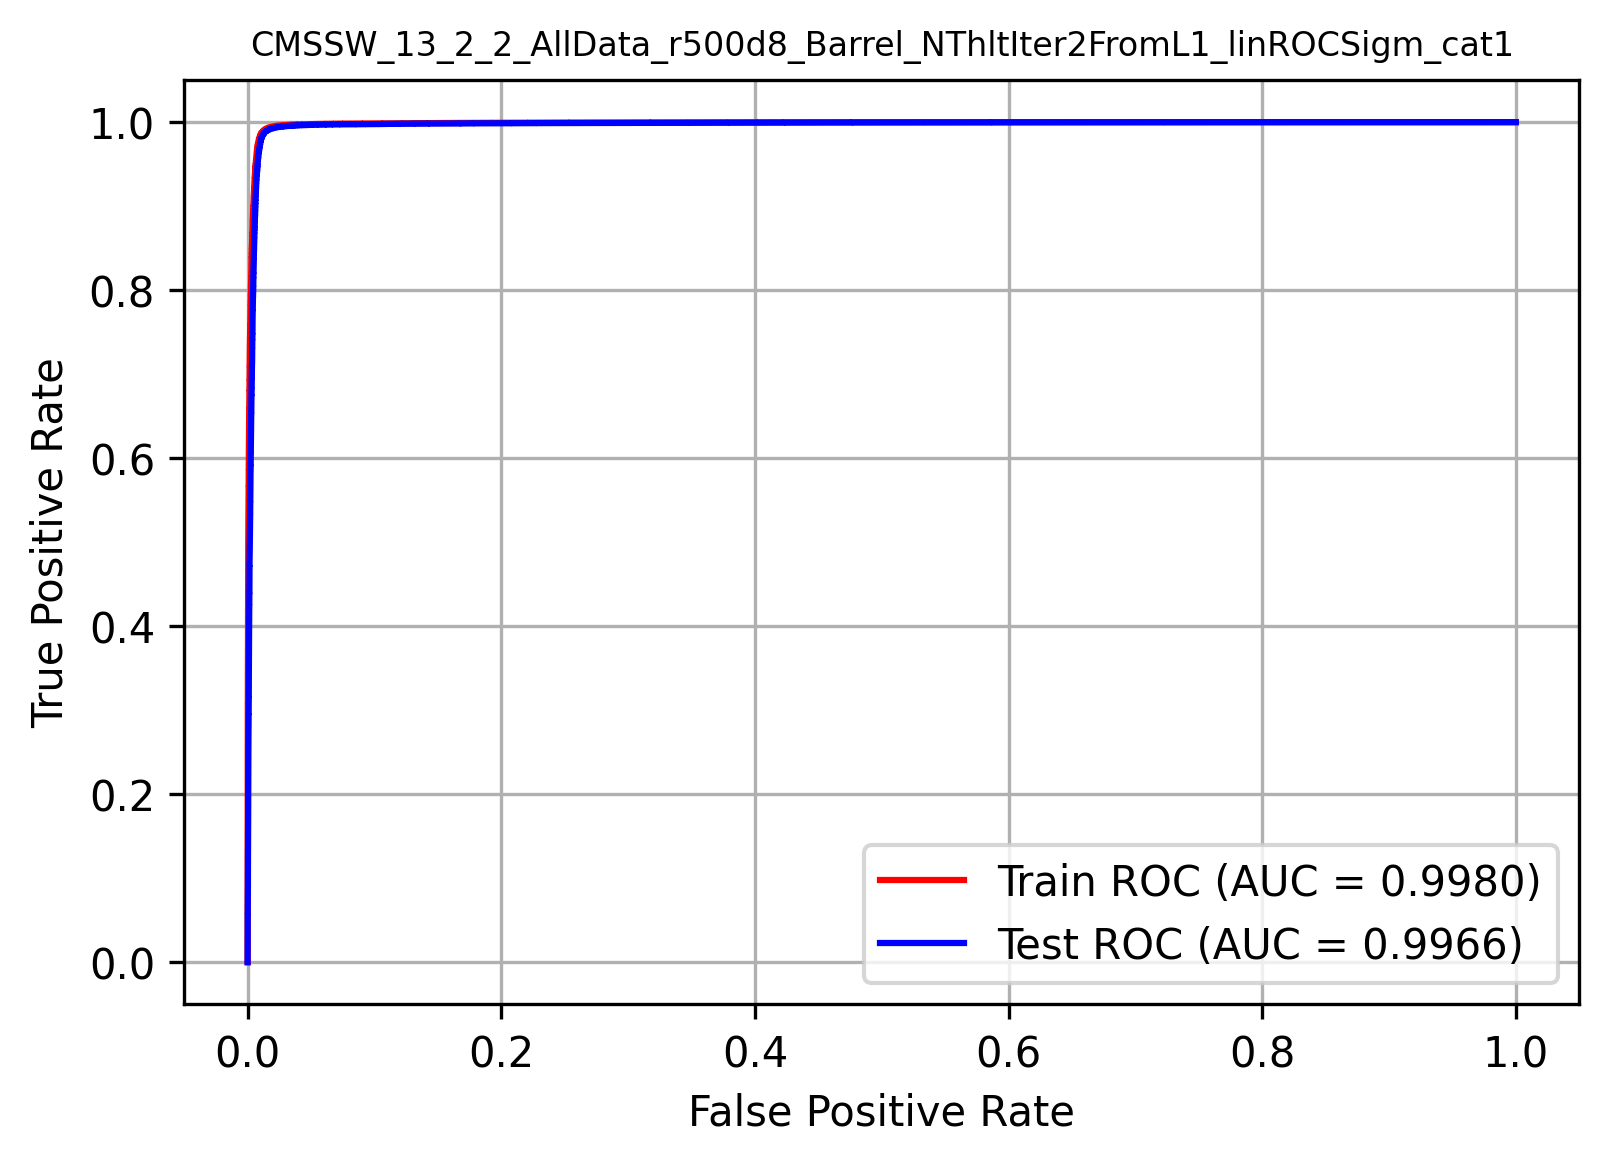 CMSSW_13_2_2_AllData_r500d8_Barrel_NThltIter2FromL1_linROCSigm_cat1
1.0
0.8
0.6
0.4
0.2
0.0
True Positive Rate
Train ROC (AUC = 0.9980)
Test ROC (AUC = 0.9966)
0.0 0.2 0.4 0.6 0.8 1.0
False Positive Rate